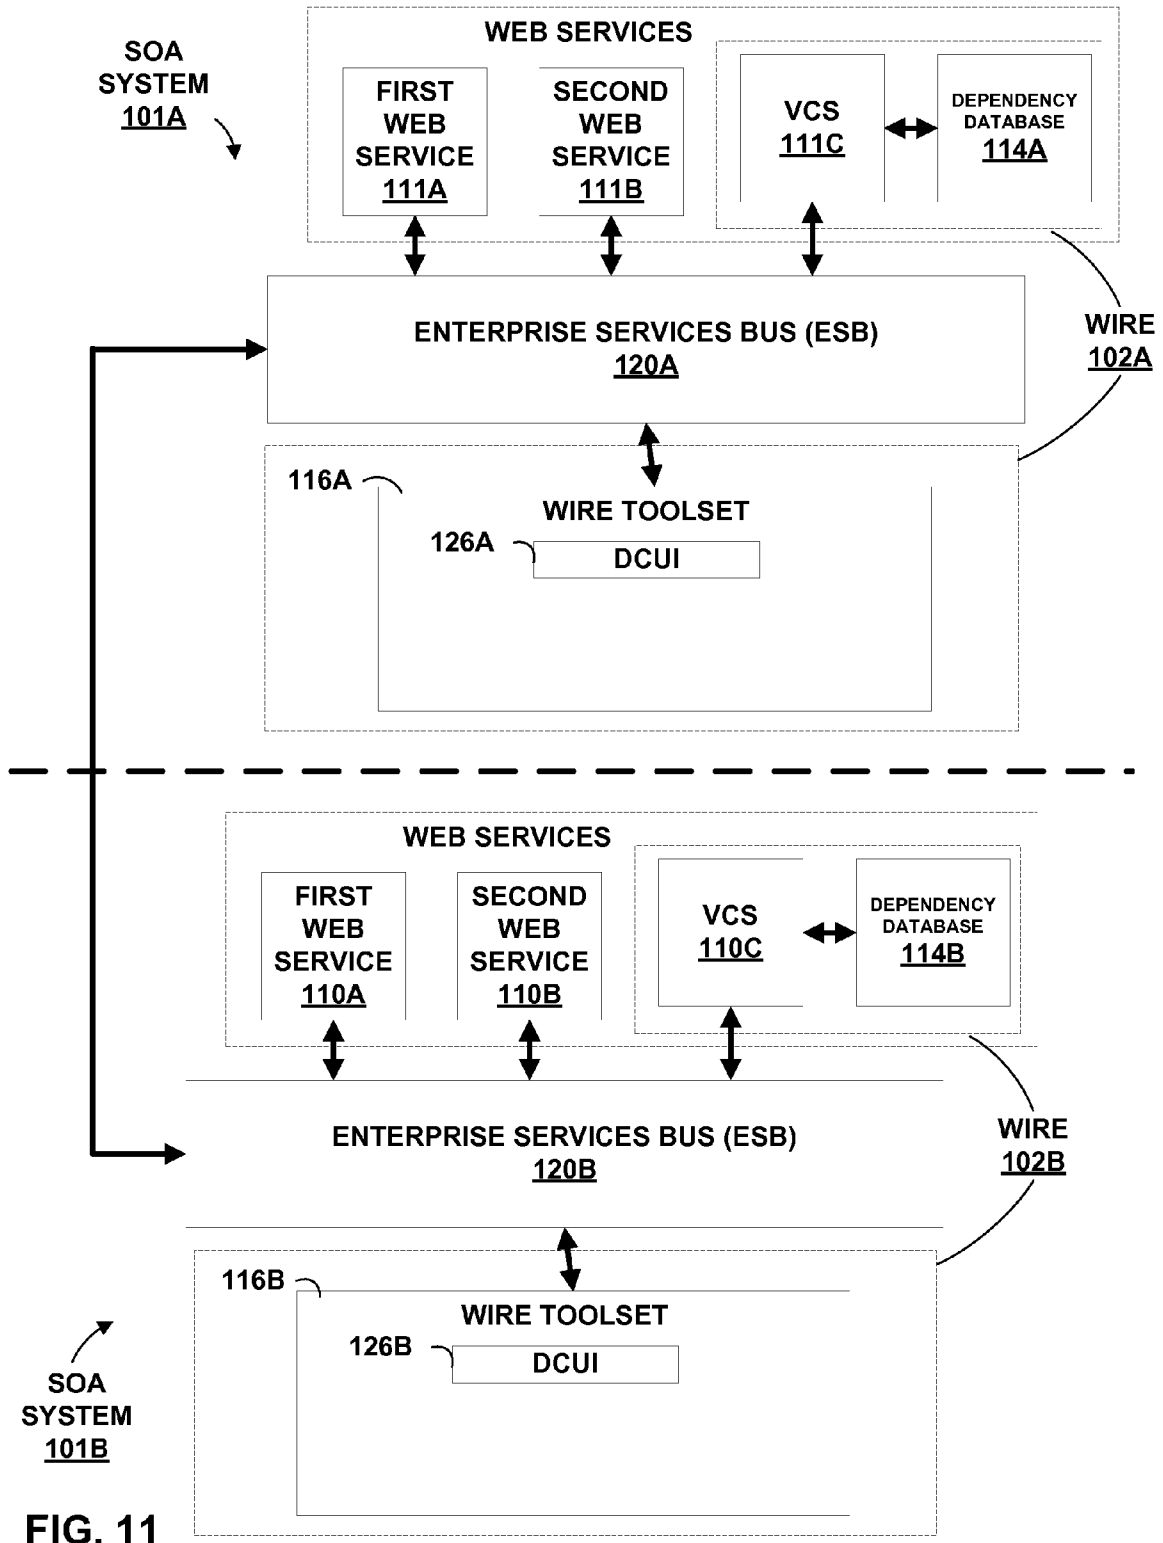 WEB SERVICES
SOA
SYSTEM
101A
FIRST
WEB
SERVICE
111A
SECOND
WEB
SERVICE
111B
VCS
111C
DEPENDENCY
DATABASE
114A
ENTERPRISE SERVICES BUS (ESB)
120A
WIRE
102A
116A
WIRE TOOLSET
126A
DCUI
WEB SERVICES
FIRST
WEB
SERVICE
110A
SECOND
WEB
SERVICE
110B
VCS
110C
DEPENDENCY
DATABASE
114B
ENTERPRISE SERVICES BUS (ESB)
120B
WIRE
102B
116B
WIRE TOOLSET
126B
DCUI
SOA
SYSTEM
101B
FIG. 11